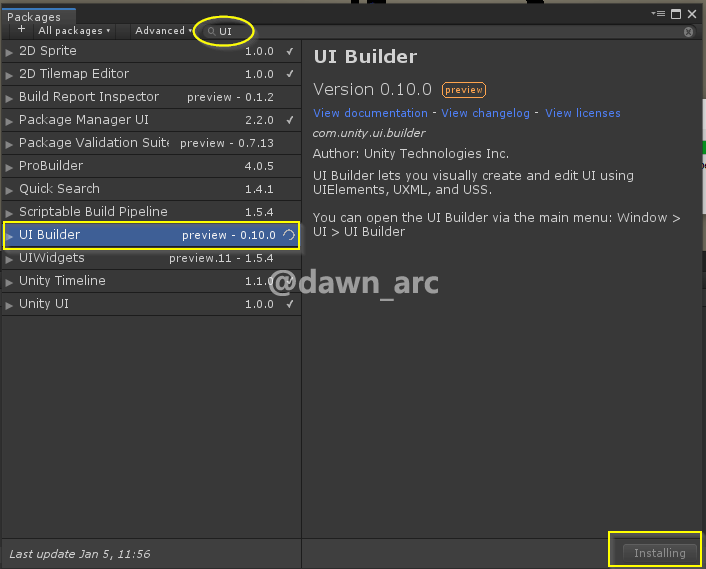 Packages
+ All packages Advanced UI
2D Sprite 1.0.0 ✓
2D Tilemap Editor 1.0.0 ✓
Build Report Inspector preview - 0.1.2
Package Manager UI 2.2.0 ✓
Package Validation Suite preview - 0.7.13
ProBuilder 4.0.5
Quick Search 1.4.1
Scriptable Build Pipeline 1.5.4
UI Builder preview - 0.10.0
UIWidgets preview.11 - 1.5.4
Unity Timeline 1.1.0 ✓
Unity UI 1.0.0 ✓
Last update Jan 5, 11:56
UI Builder
Version 0.10.0 preview
View documentation - View changelog - View licenses
com.unity.ui.builder
Author: Unity Technologies Inc.
UI Builder lets you visually create and edit UI using
UIElements, UXML, and USS.
You can open the UI Builder via the main menu: Window >
UI > UI Builder
@dawn_arc
Installing